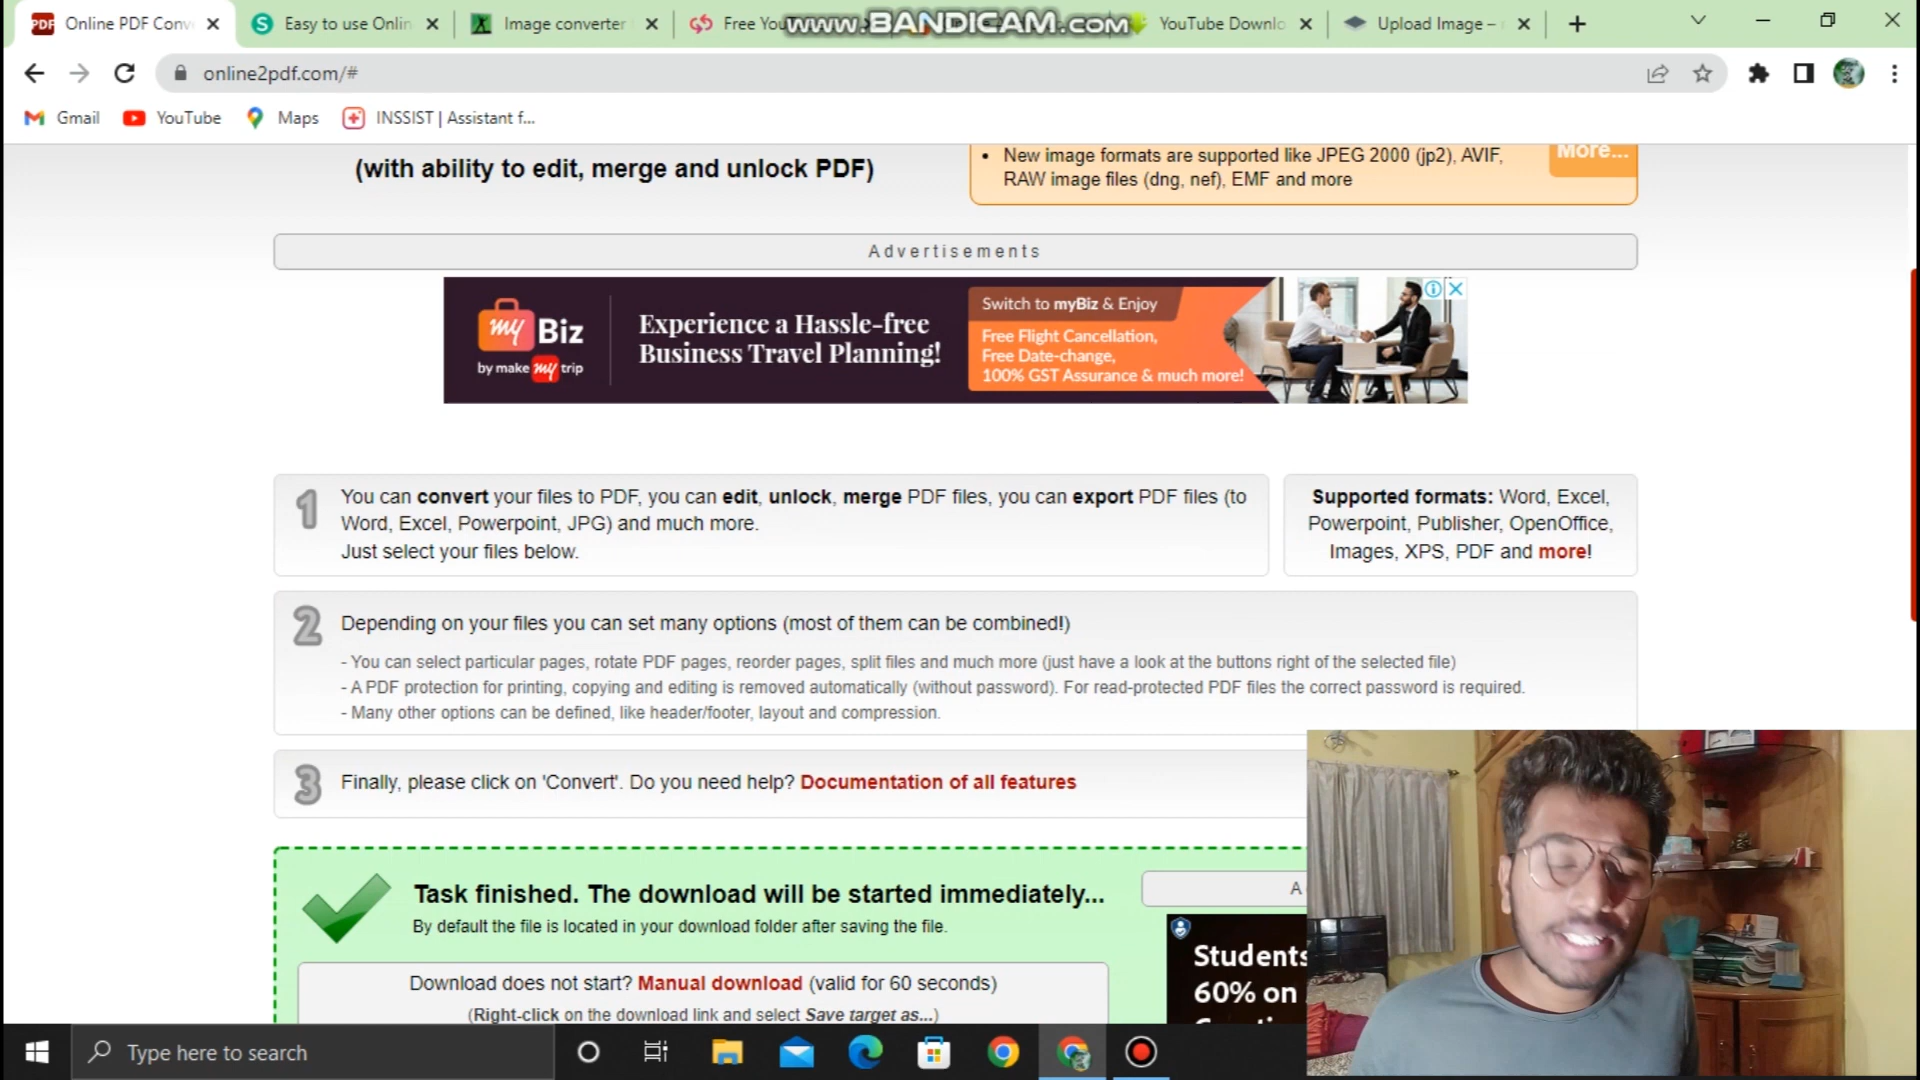 Online PDF Conv
Easy to use Onlin
Image converter
Free You
www.BANDICAM.com
YouTube Downlo
Upload Image –
online2pdf.com/#
Gmail
YouTube
Maps
INSSIST | Assistant f...
(with ability to edit, merge and unlock PDF)
• New image formats are supported like JPEG 2000 (jp2), AVIF,
RAW image files (dng, nef), EMF and more
More...
Advertisements
my Biz
by make my trip
Experience a Hassle-free
Business Travel Planning!
Switch to myBiz & Enjoy
Free Flight Cancellation,
Free Date-change,
100% GST Assurance & much more!
1
You can convert your files to PDF, you can edit, unlock, merge PDF files, you can export PDF files (to
Word, Excel, Powerpoint, JPG) and much more.
Just select your files below.
Supported formats: Word, Excel,
Powerpoint, Publisher, OpenOffice,
Images, XPS, PDF and more!
2
Depending on your files you can set many options (most of them can be combined!)
- You can select particular pages, rotate PDF pages, reorder pages, split files and much more (just have a look at the buttons right of the selected file)
- A PDF protection for printing, copying and editing is removed automatically (without password). For read-protected PDF files the correct password is required.
- Many other options can be defined, like header/footer, layout and compression.
3
Finally, please click on 'Convert'. Do you need help? Documentation of all features
Task finished. The download will be started immediately...
By default the file is located in your download folder after saving the file.
A
Download does not start? Manual download (valid for 60 seconds)
(Right-click on the download link and select Save target as...)
Students
60% on
Type here to search